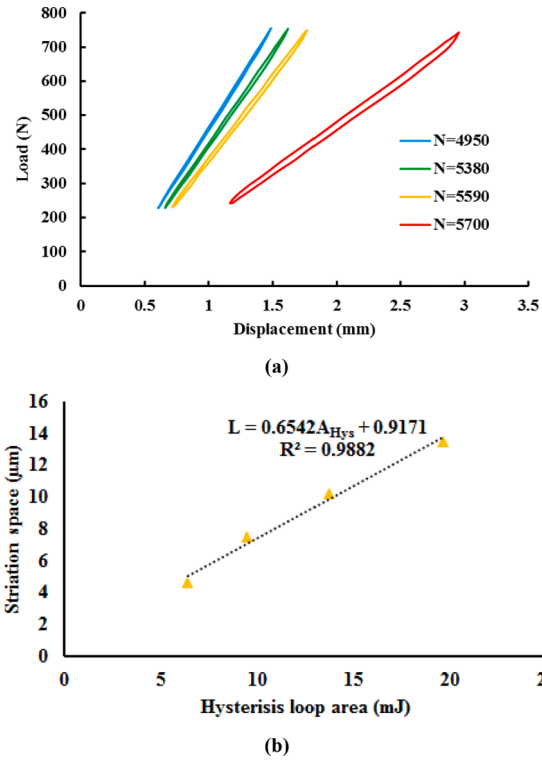 800
700
600
500
400
300
200
100
0
Load (N)
N=4950
N=5380
N=5590
N=5700
0 0.5 1 1.5 2 2.5 3 3.5
Displacement (mm)
(a)
16
14
12
10
8
6
4
2
0
Striation space (µm)
L = 0.6542A_Hys + 0.9171
R² = 0.9882
0 5 10 15 20 2
Hysterisis loop area (mJ)
(b)